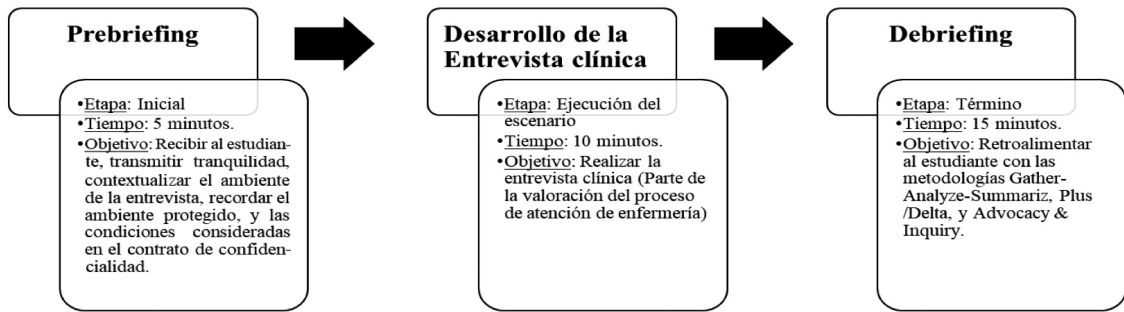 Prebriefing
•Etapa: Inicial
•Tiempo: 5 minutos.
•Objetivo: Recibir al estudian-
te, transmitir tranquilidad,
contextualizar el ambiente
de la entrevista, recordar el
ambiente protegido, y las
condiciones consideradas
en el contrato de confiden-
cialidad.
Desarrollo de la
Entrevista clínica
•Etapa: Ejecución del
escenario
•Tiempo: 10 minutos.
•Objetivo: Realizar la
entrevista clínica (Parte de
la valoración del proceso
de atención de enfermería)
Debriefing
•Etapa: Término
•Tiempo: 15 minutos.
•Objetivo: Retroalimentar
al estudiante con las
metodologías Gather-
Analyze-Summariz, Plus
/Delta, y Advocacy &
Inquiry.